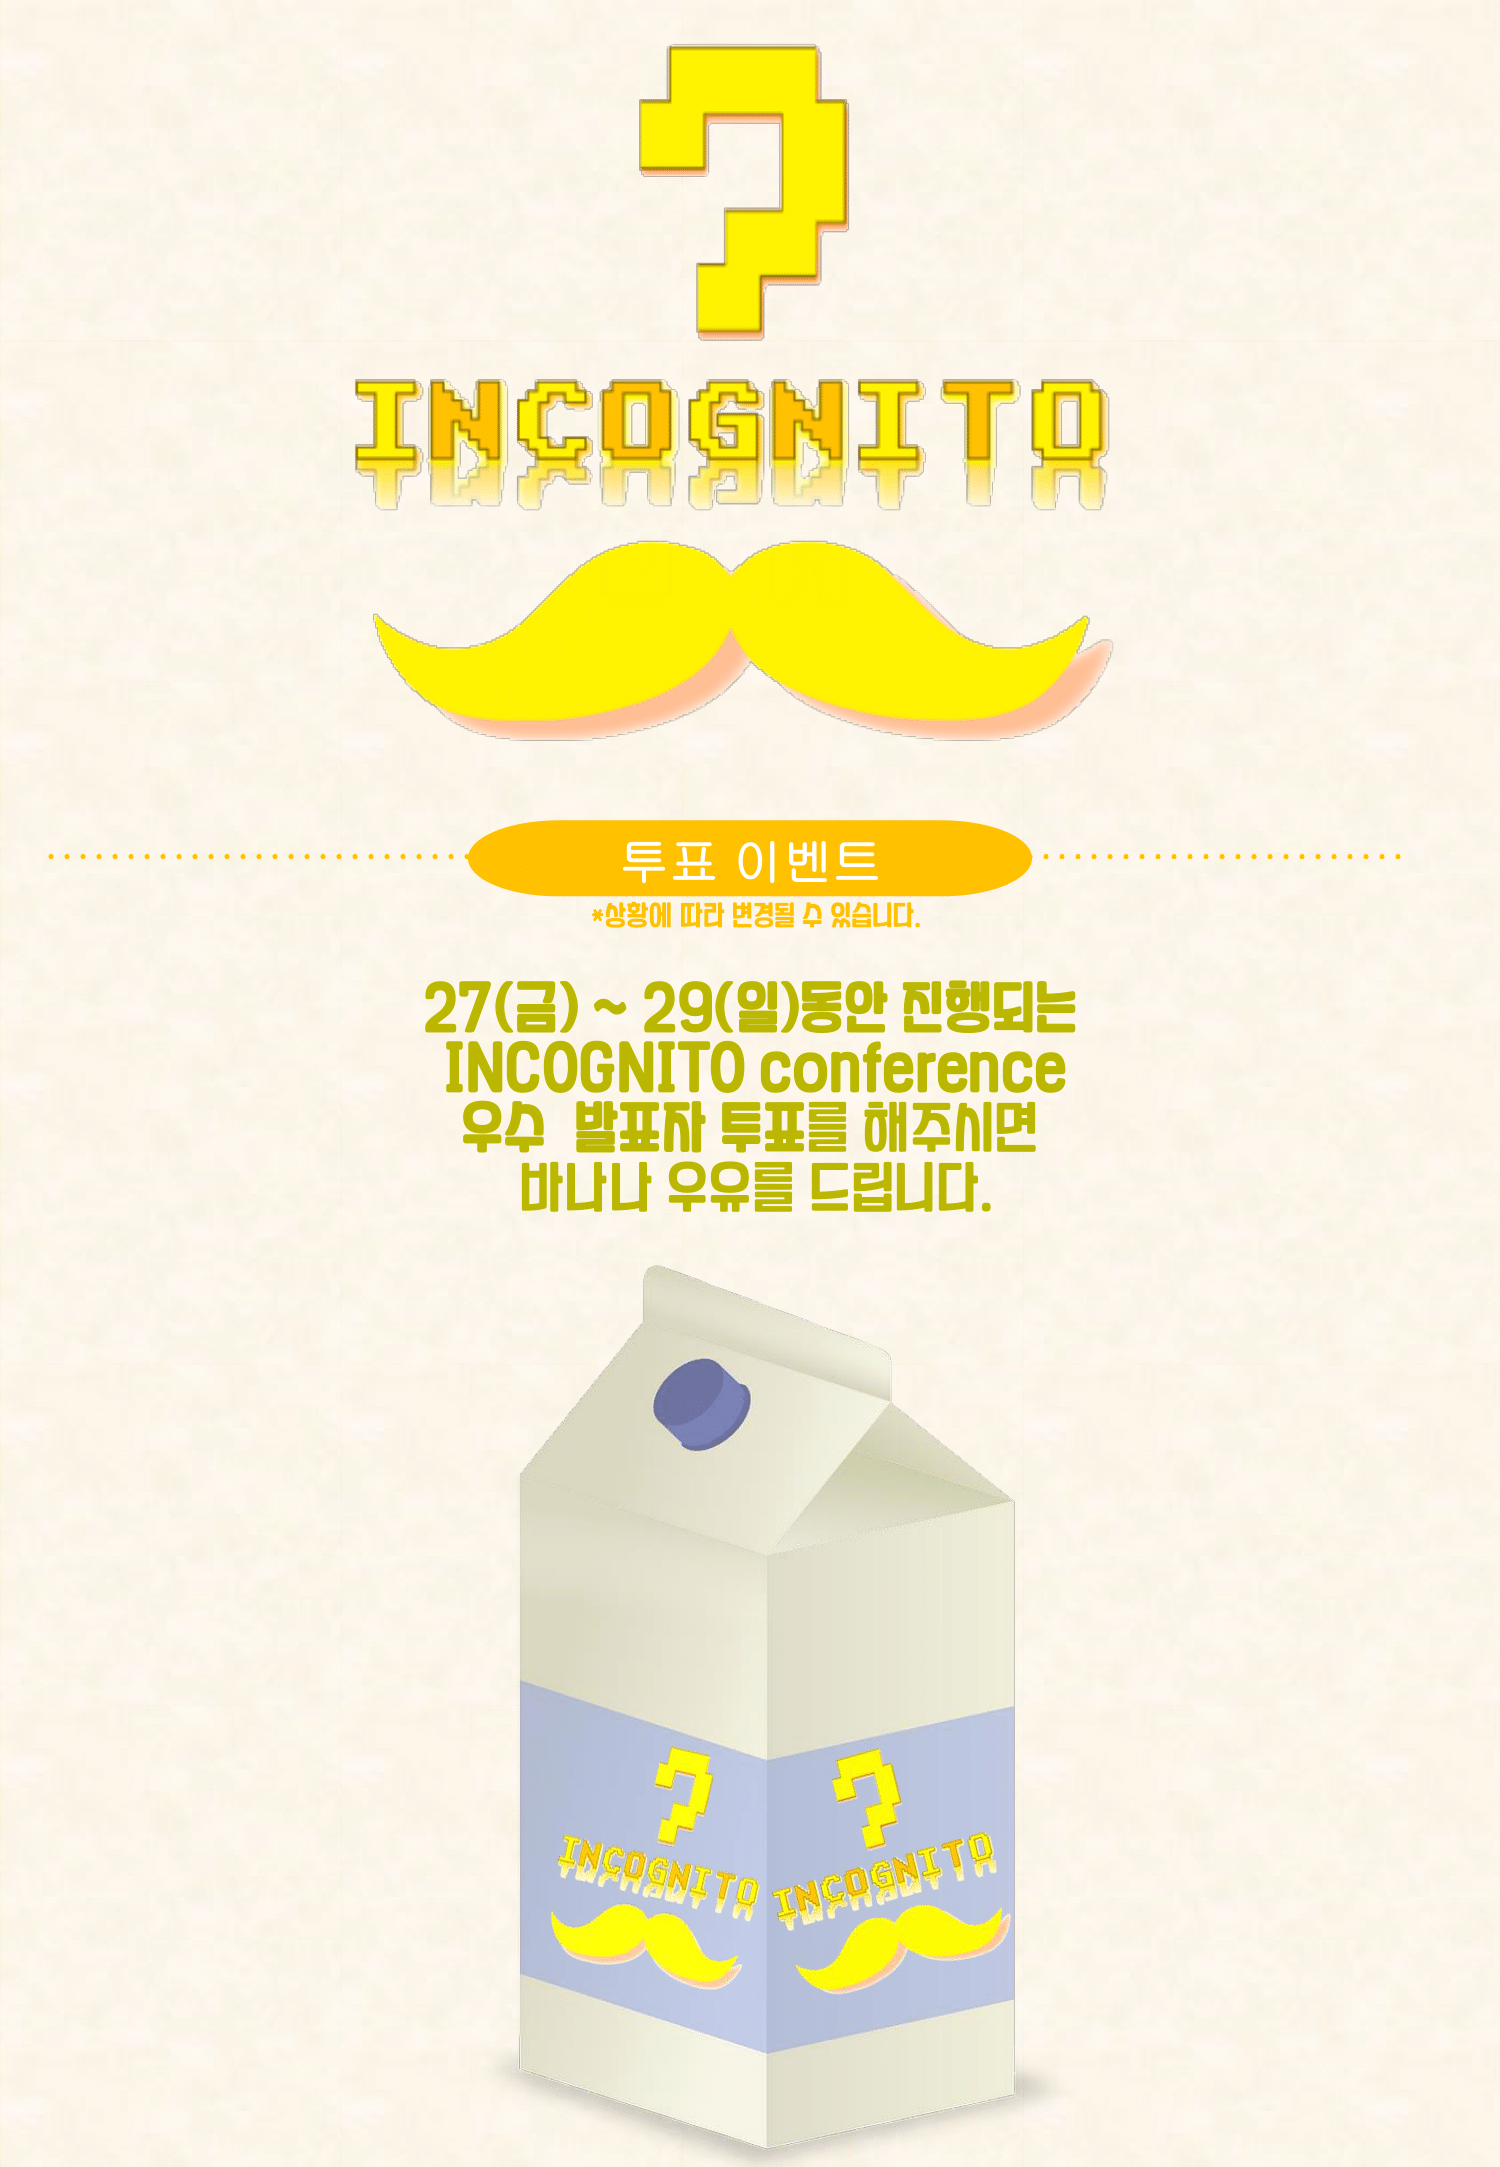 ?
INCOGNITO
투표 이벤트
*상황에 따라 변경될 수 있습니다.
27(금) ~ 29(일)동안 진행되는
INCOGNITO conference
우수 발표자 투표를 해주시면
바나나 우유를 드립니다.
?
INCOGNITO
?
INCOGNITO